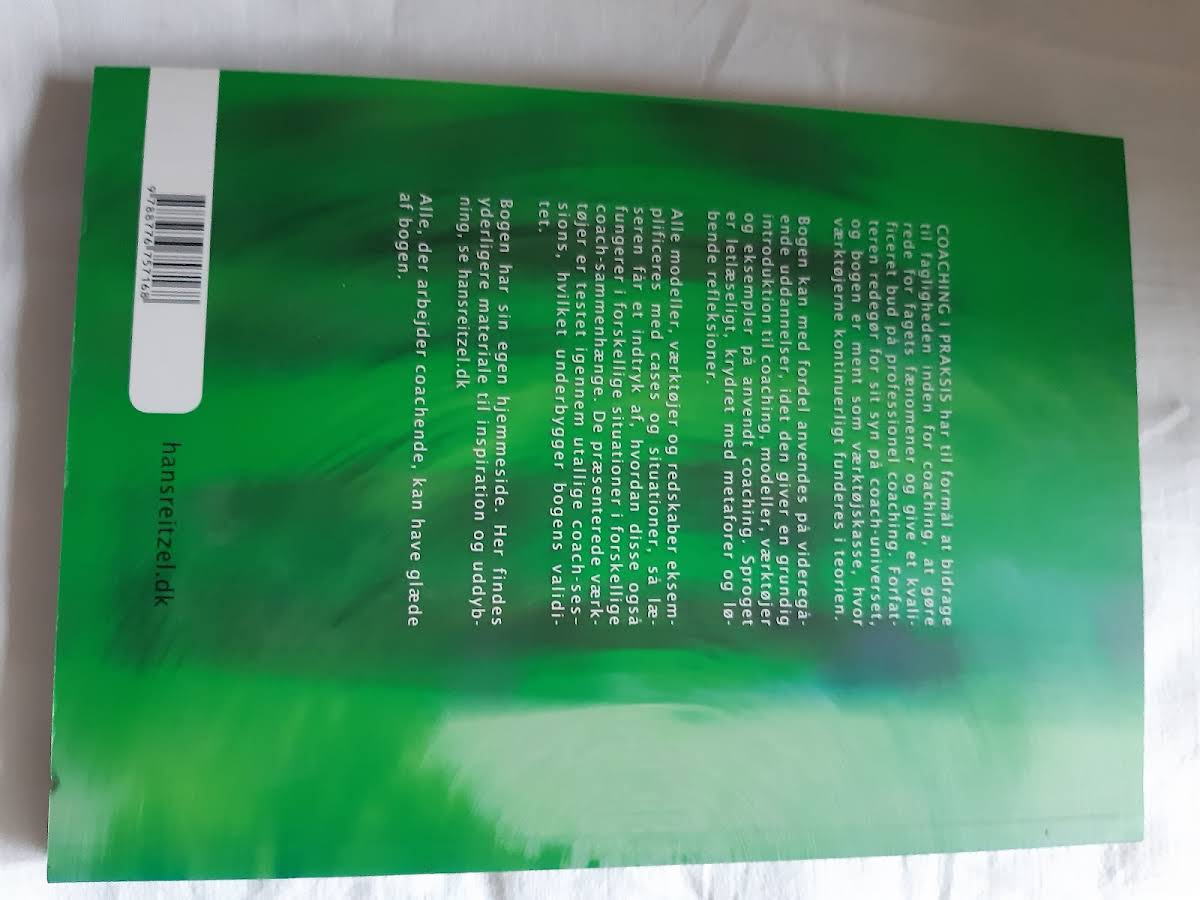 COACHING I PRAKSIS har til formål at bidrage
til fagligheden inden for coaching, at gøre
rede for fagets fænomener og give et kvali-
ficeret bud på professionel coaching. Forfat-
teren redegør for sit syn på coach-universet,
og bogen er ment som værktøjskasse, hvor
værktøjerne kontinuerligt funderes i teorien.
Bogen kan med fordel anvendes på videregå-
ende uddannelser, idet den giver en grundig
introduktion til coaching, modeller, værktøjer
og eksempler på anvendt coaching. Sproget
er letlæseligt, krydret med metaforer og lø-
bende refleksioner.
Alle modeller, værktøjer og redskaber eksem-
plificeres med cases og situationer, så læ-
seren får et indtryk af, hvordan disse også
fungerer i forskellige situationer i forskellige
coach-sammenhænge. De præsenterede værk-
tøjer er testet igennem utallige coach-ses-
sions, hvilket underbygger bogens validi-
tet.
Bogen har sin egen hjemmeside. Her findes
yderligere materiale til inspiration og uddyb-
ning, se hansreitzel.dk
Alle, der arbejder coachende, kan have glæde
af bogen.
9 788776 757168
hansreitzel.dk